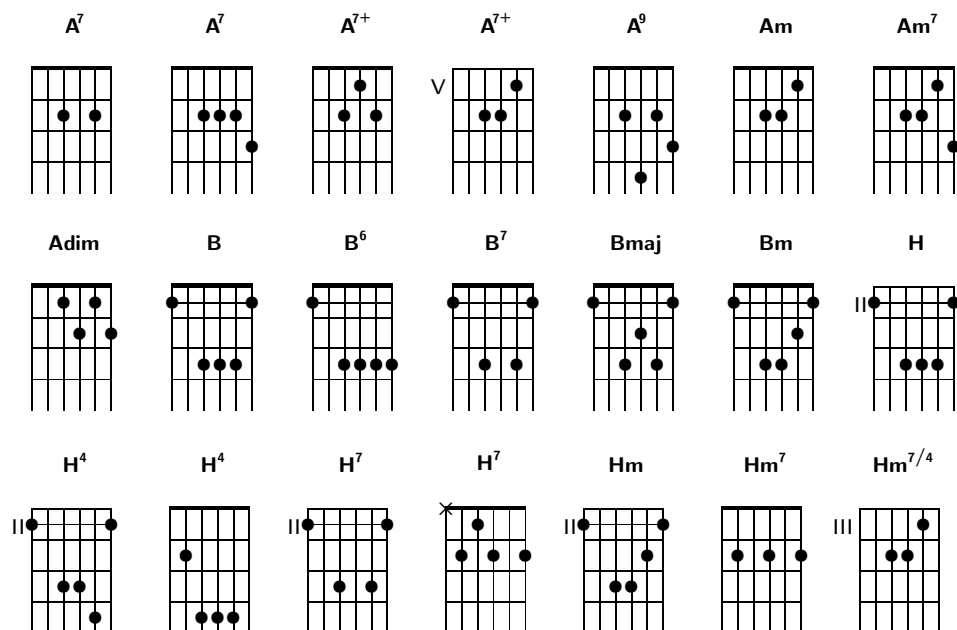 A7 A7 A7+ A7+ A9 Am Am7
V
Adim B B6 B7 Bmaj Bm H
II
H4 H4 H7 H7 Hm Hm7 Hm7/4
II II × II III